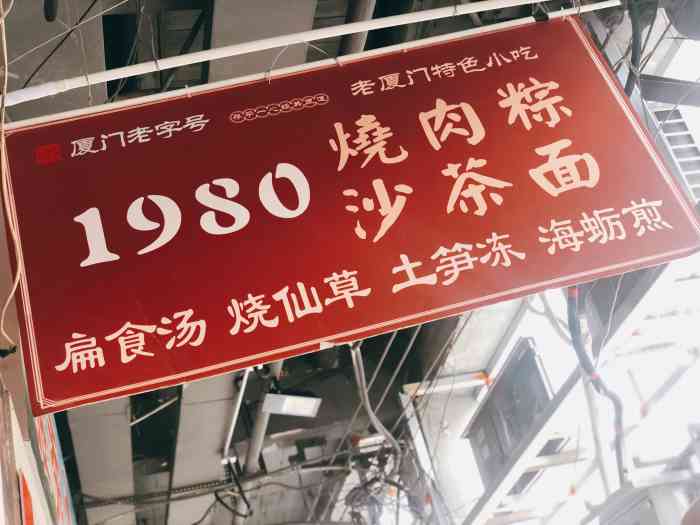 厦门老字号
老厦门特色小吃
1980
燒肉粽
沙茶面
扁食汤 烧仙草 土笋冻 海蛎煎